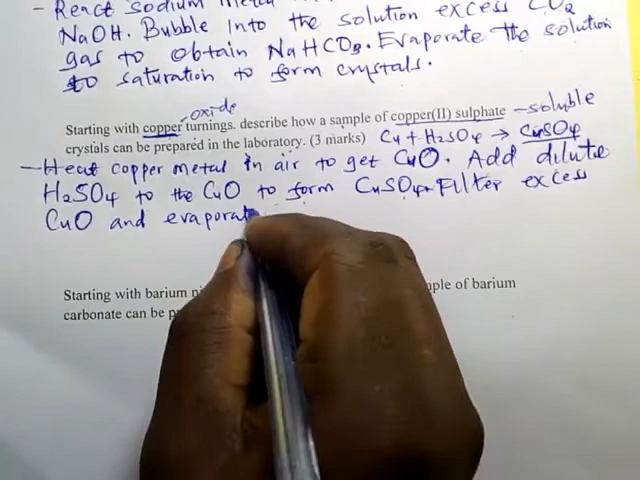 - React sodium metal
NaOH. Bubble into the solution excess CO2
gas to obtain NaHCO3. Evaporate the solution
to saturation to form crystals.
oxide
Starting with copper turnings. describe how a sample of copper(II) sulphate - soluble
crystals can be prepared in the laboratory. (3 marks) Cu + H2SO4 → CuSO4
- Heat copper metal in air to get CuO. Add dilute
H2SO4 to the CuO to form CuSO4. Filter excess
CuO and evaporat
Starting with barium ple of barium
carbonate can be